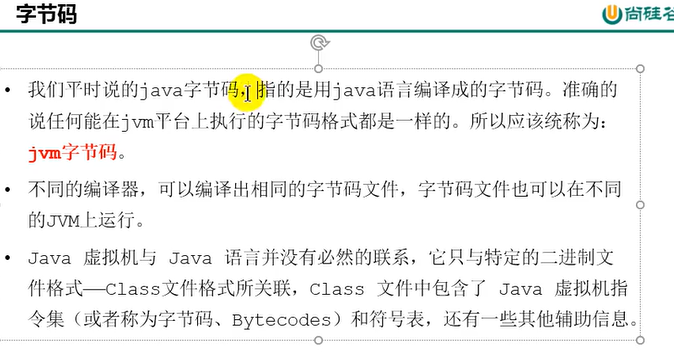 字节码
尚硅谷
• 我们平时说的java字节码，指的是用java语言编译成的字节码。准确的
说任何能在jvm平台上执行的字节码格式都是一样的。所以应该统称为：
jvm字节码。
• 不同的编译器，可以编译出相同的字节码文件，字节码文件也可以在不同
的JVM上运行。
• Java 虚拟机与 Java 语言并没有必然的联系，它只与特定的二进制文
件格式——Class文件格式所关联，Class 文件中包含了 Java 虚拟机指
令集（或者称为字节码、Bytecodes）和符号表，还有一些其他辅助信息。